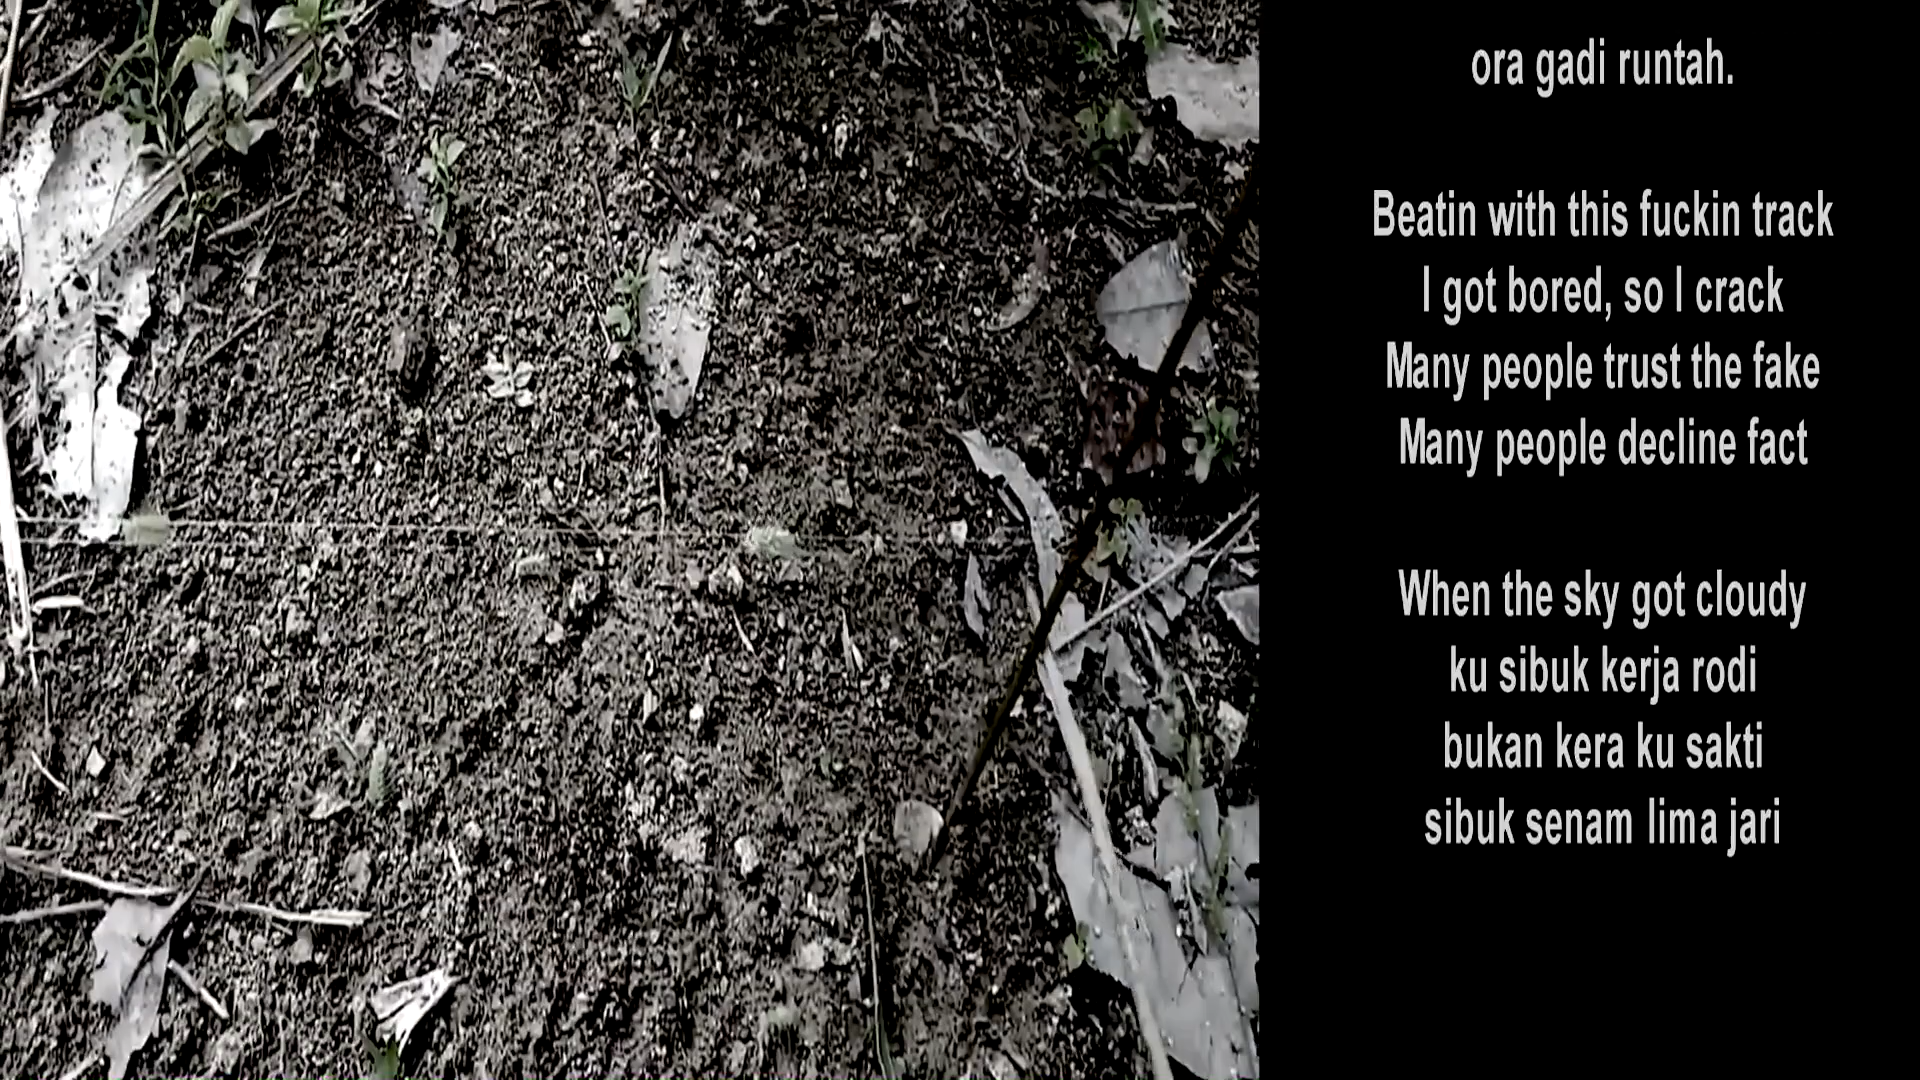 ora gadi runtah.
Beatin with this fuckin track
I got bored, so I crack
Many people trust the fake
Many people decline fact
When the sky got cloudy
ku sibuk kerja rodi
bukan kera ku sakti
sibuk senam lima jari